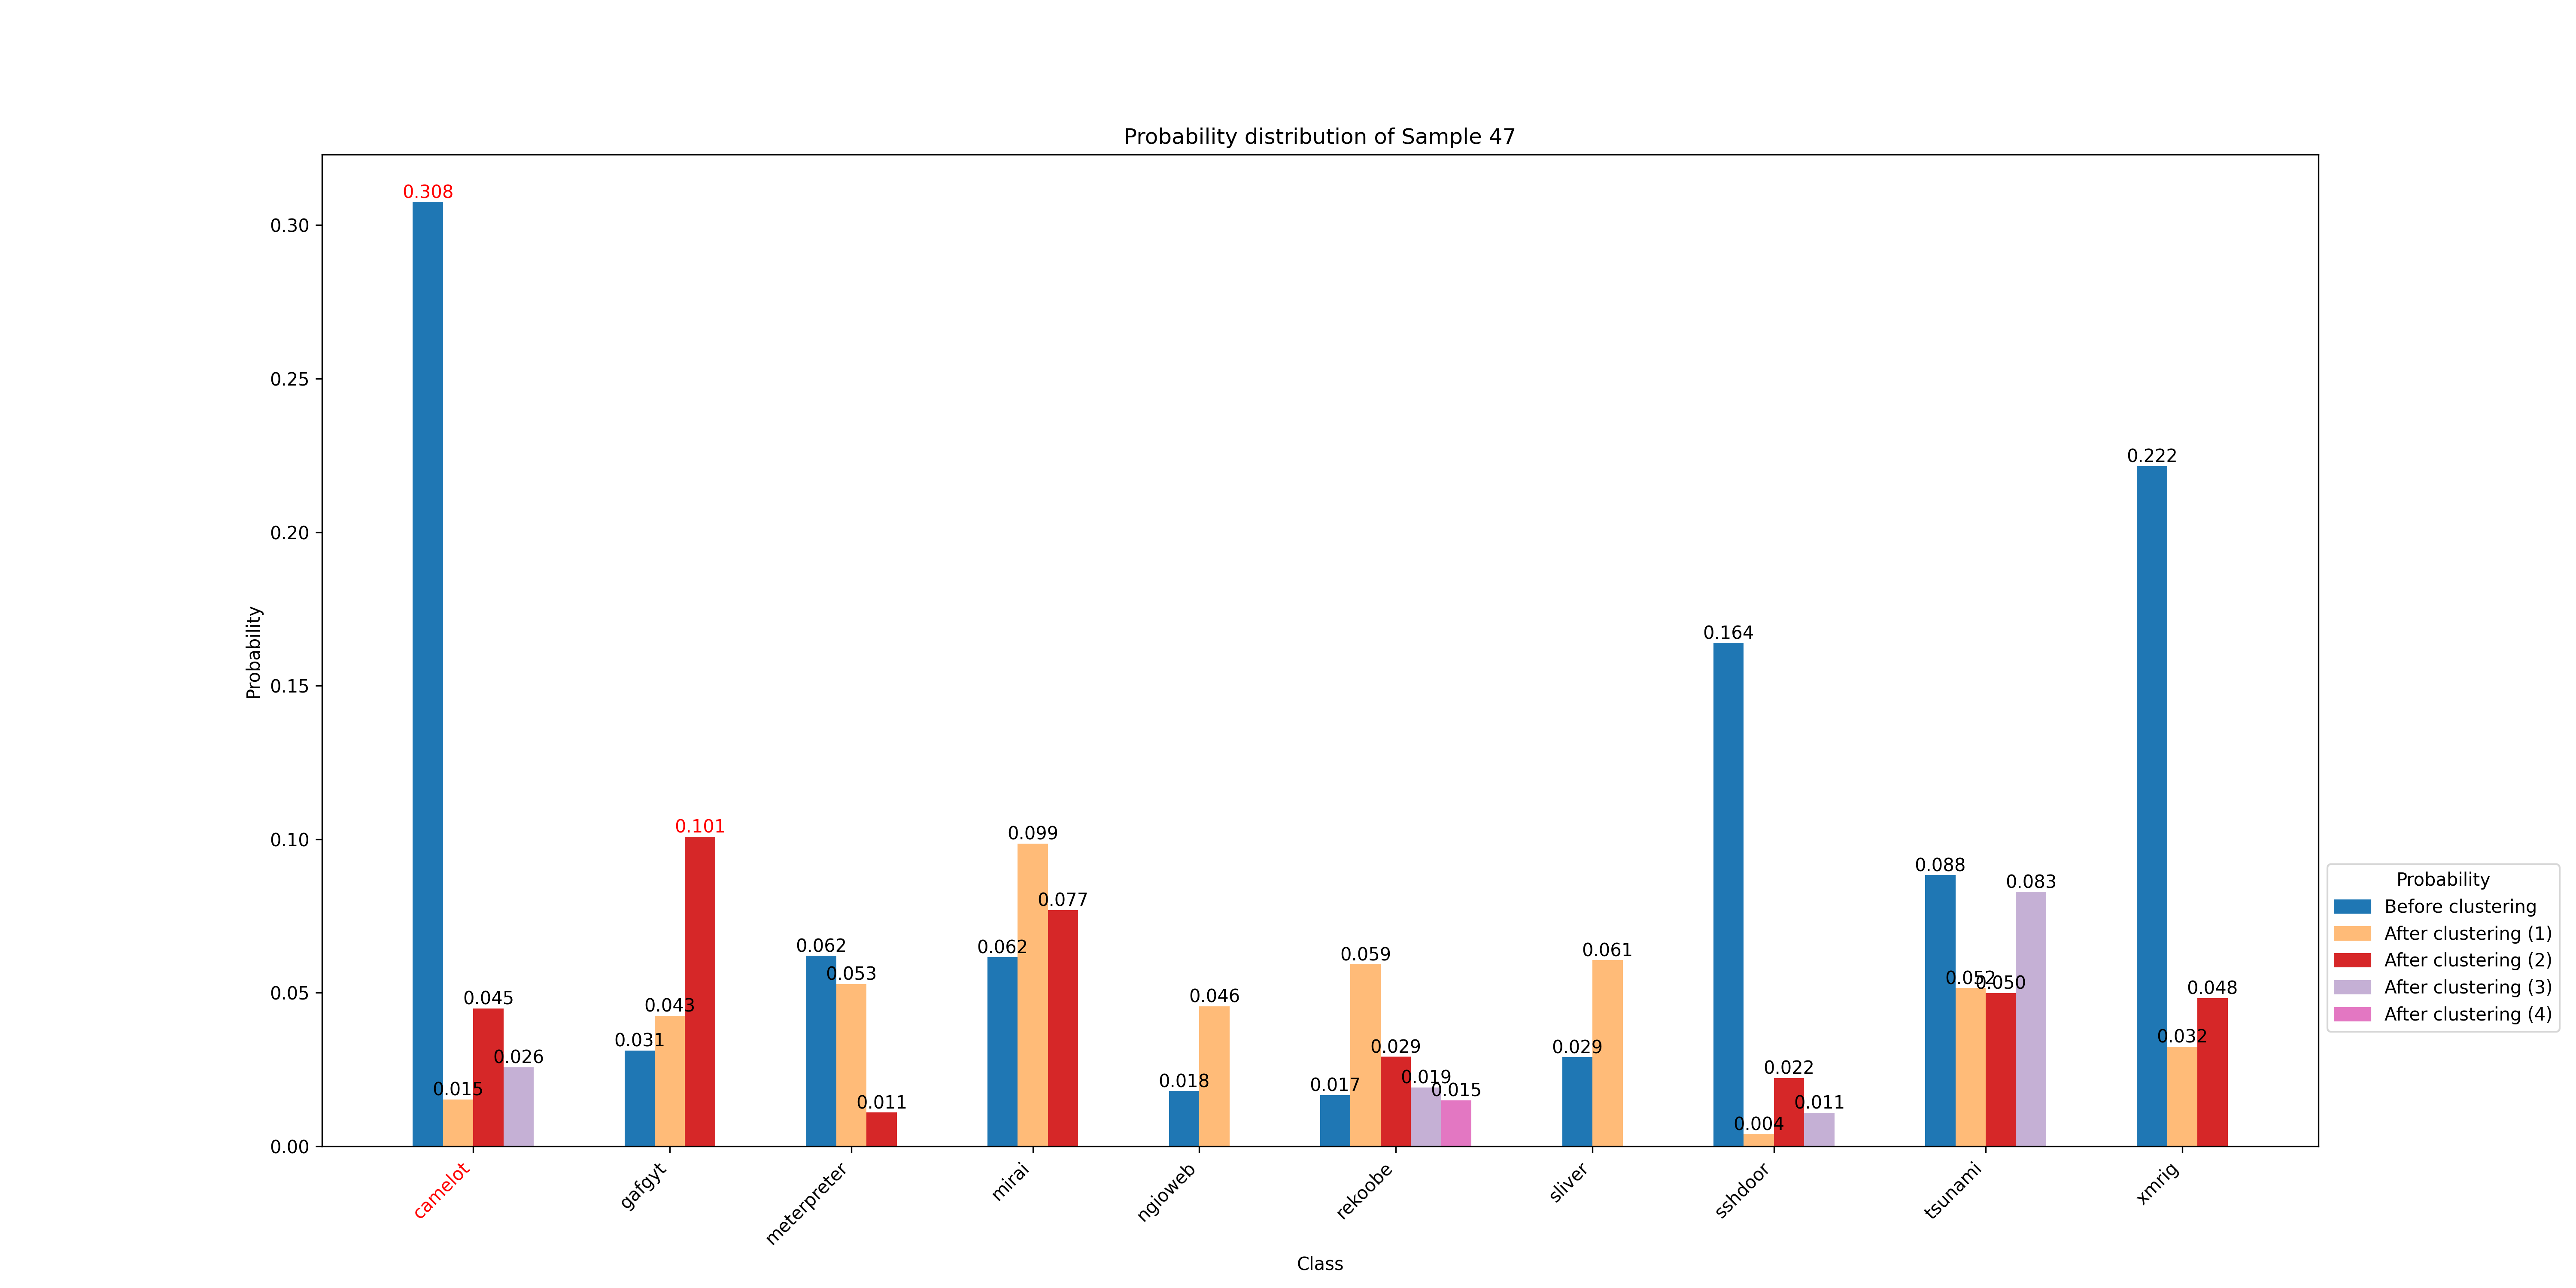 Probability distribution of Sample 47
Probability
0.30
0.25
0.20
0.15
0.10
0.05
0.00
0.308
0.015
0.045
0.026
0.031
0.043
0.101
0.062
0.053
0.011
0.062
0.099
0.077
0.018
0.046
0.017
0.059
0.029
0.019
0.015
0.029
0.061
0.164
0.004
0.022
0.011
0.088
0.052
0.050
0.083
0.222
0.032
0.048
camelot
gafgyt
meterpreter
mirai
ngioweb
rekoobe
sliver
sshdoor
tsunami
xmrig
Class
Probability
Before clustering
After clustering (1)
After clustering (2)
After clustering (3)
After clustering (4)